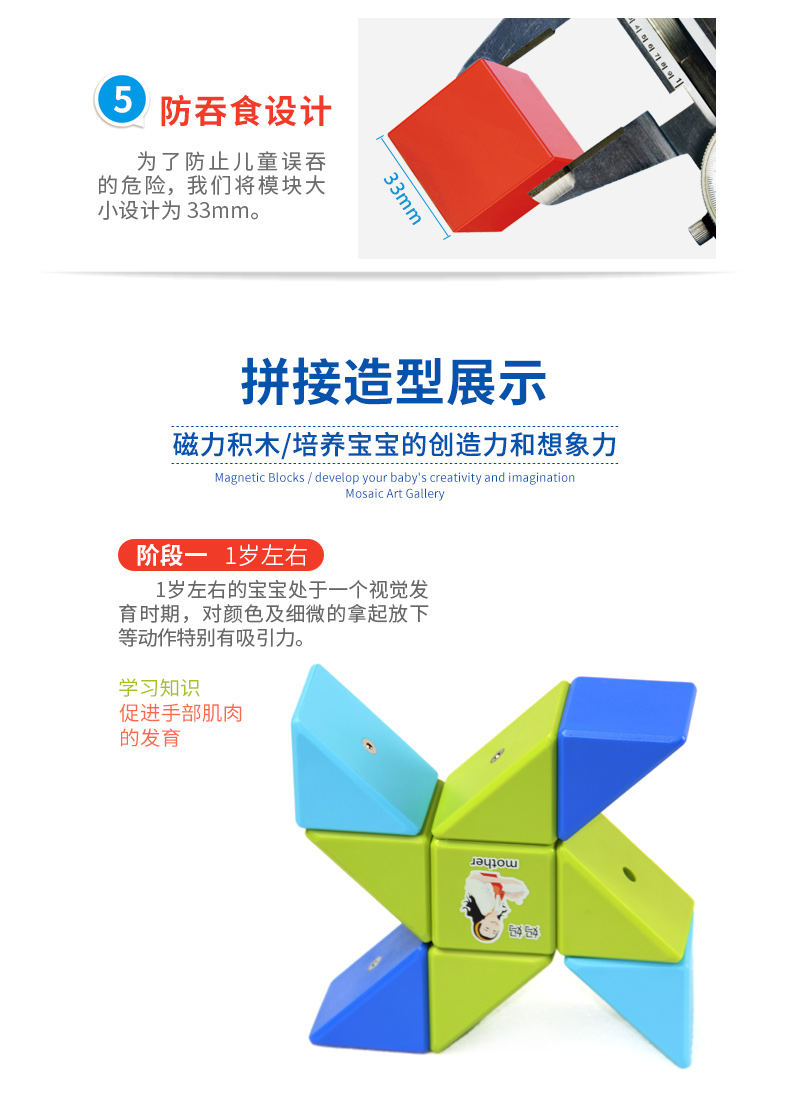 5
防吞食设计
为了防止儿童误吞
的危险，我们将模块大
小设计为 33mm。
33mm
拼接造型展示
磁力积木/培养宝宝的创造力和想象力
Magnetic Blocks / develop your baby's creativity and imagination
Mosaic Art Gallery
阶段一 1岁左右
1岁左右的宝宝处于一个视觉发
育时期，对颜色及细微的拿起放下
等动作特别有吸引力。
学习知识
促进手部肌肉
的发育
mother
妈妈